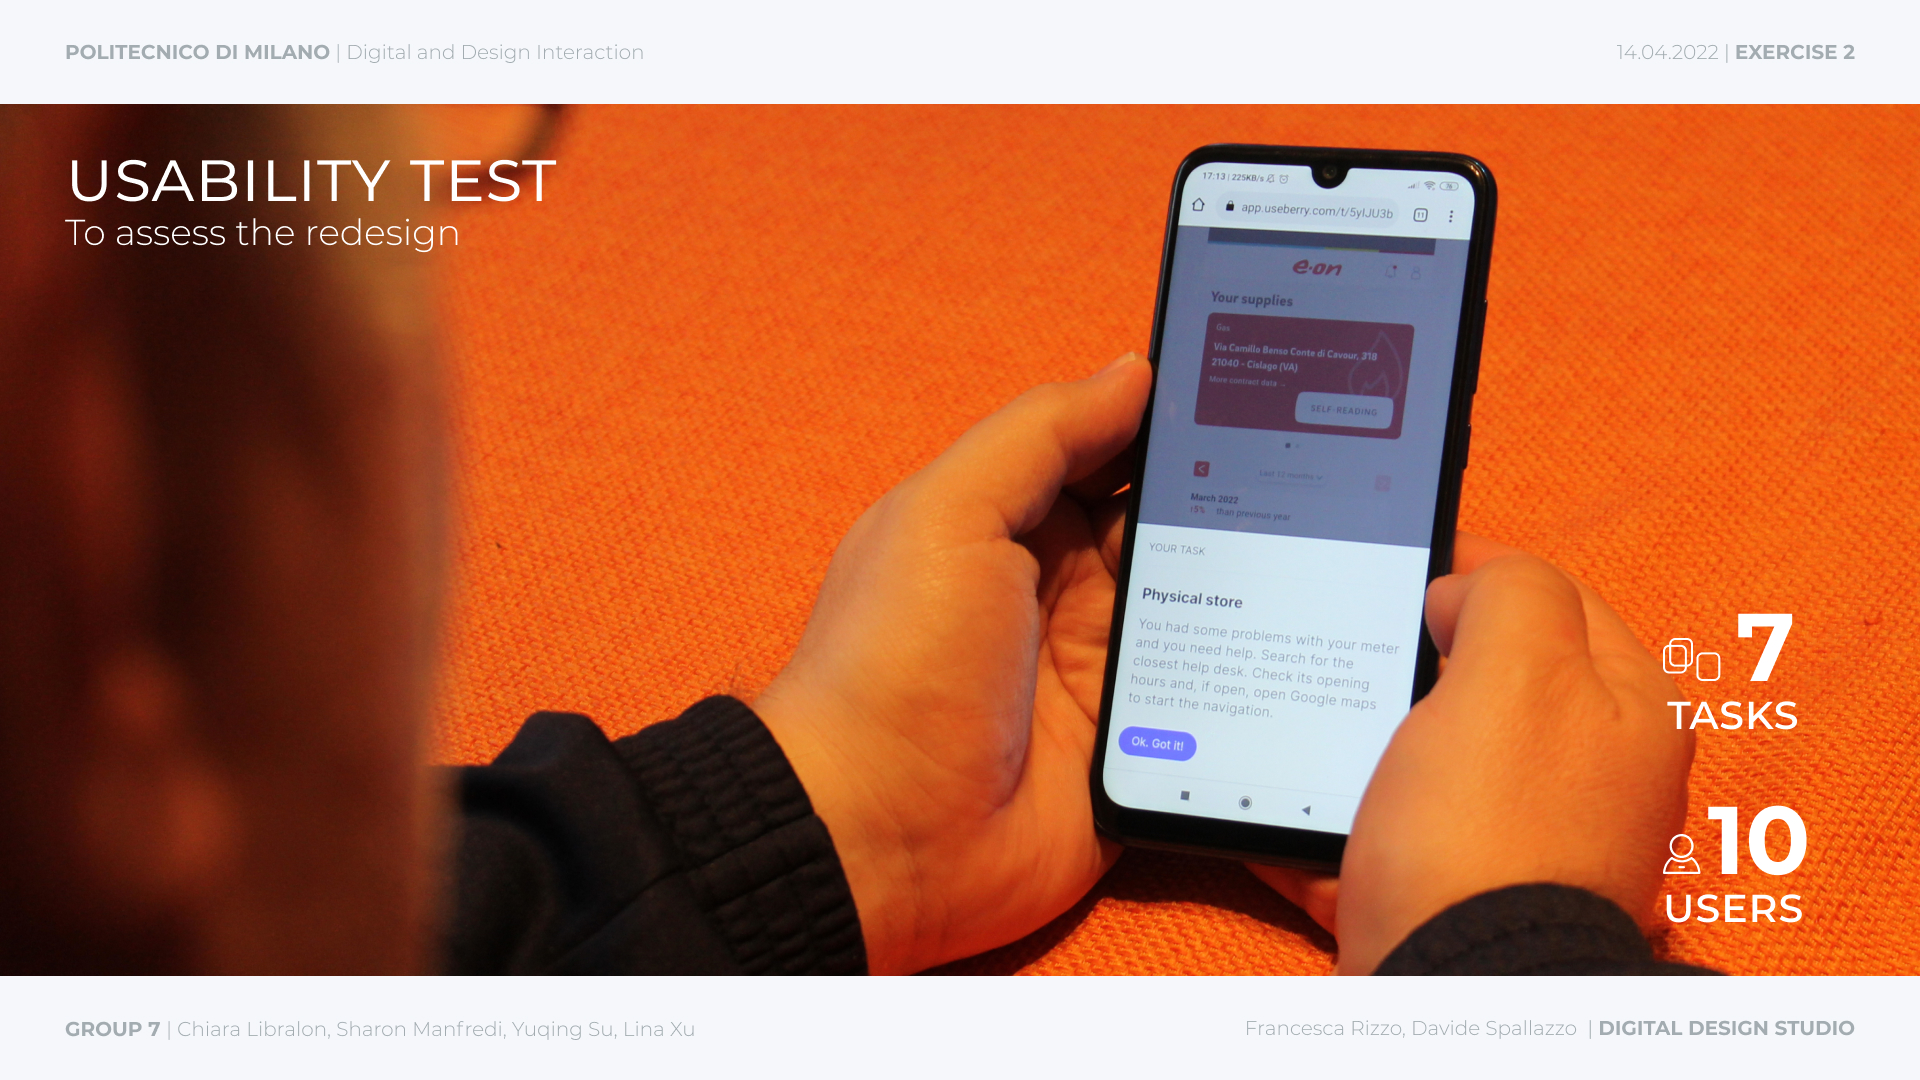 POLITECNICO DI MILANO | Digital and Design Interaction
14.04.2022 | EXERCISE 2
USABILITY TEST
To assess the redesign
17:13 | 225KB/s
app.useberry.com/t/5yIJU3b
e·on
Your supplies
Gas
Via Camillo Benso Conte di Cavour, 318
21040 - Cislago (VA)
More contract data →
SELF-READING
Last 12 months
March 2022
15% than previous year
YOUR TASK
Physical store
You had some problems with your meter
and you need help. Search for the
closest help desk. Check its opening
hours and, if open, open Google maps
to start the navigation.
Ok. Got it!
7
TASKS
10
USERS
GROUP 7 | Chiara Libralon, Sharon Manfredi, Yuqing Su, Lina Xu
Francesca Rizzo, Davide Spallazzo | DIGITAL DESIGN STUDIO